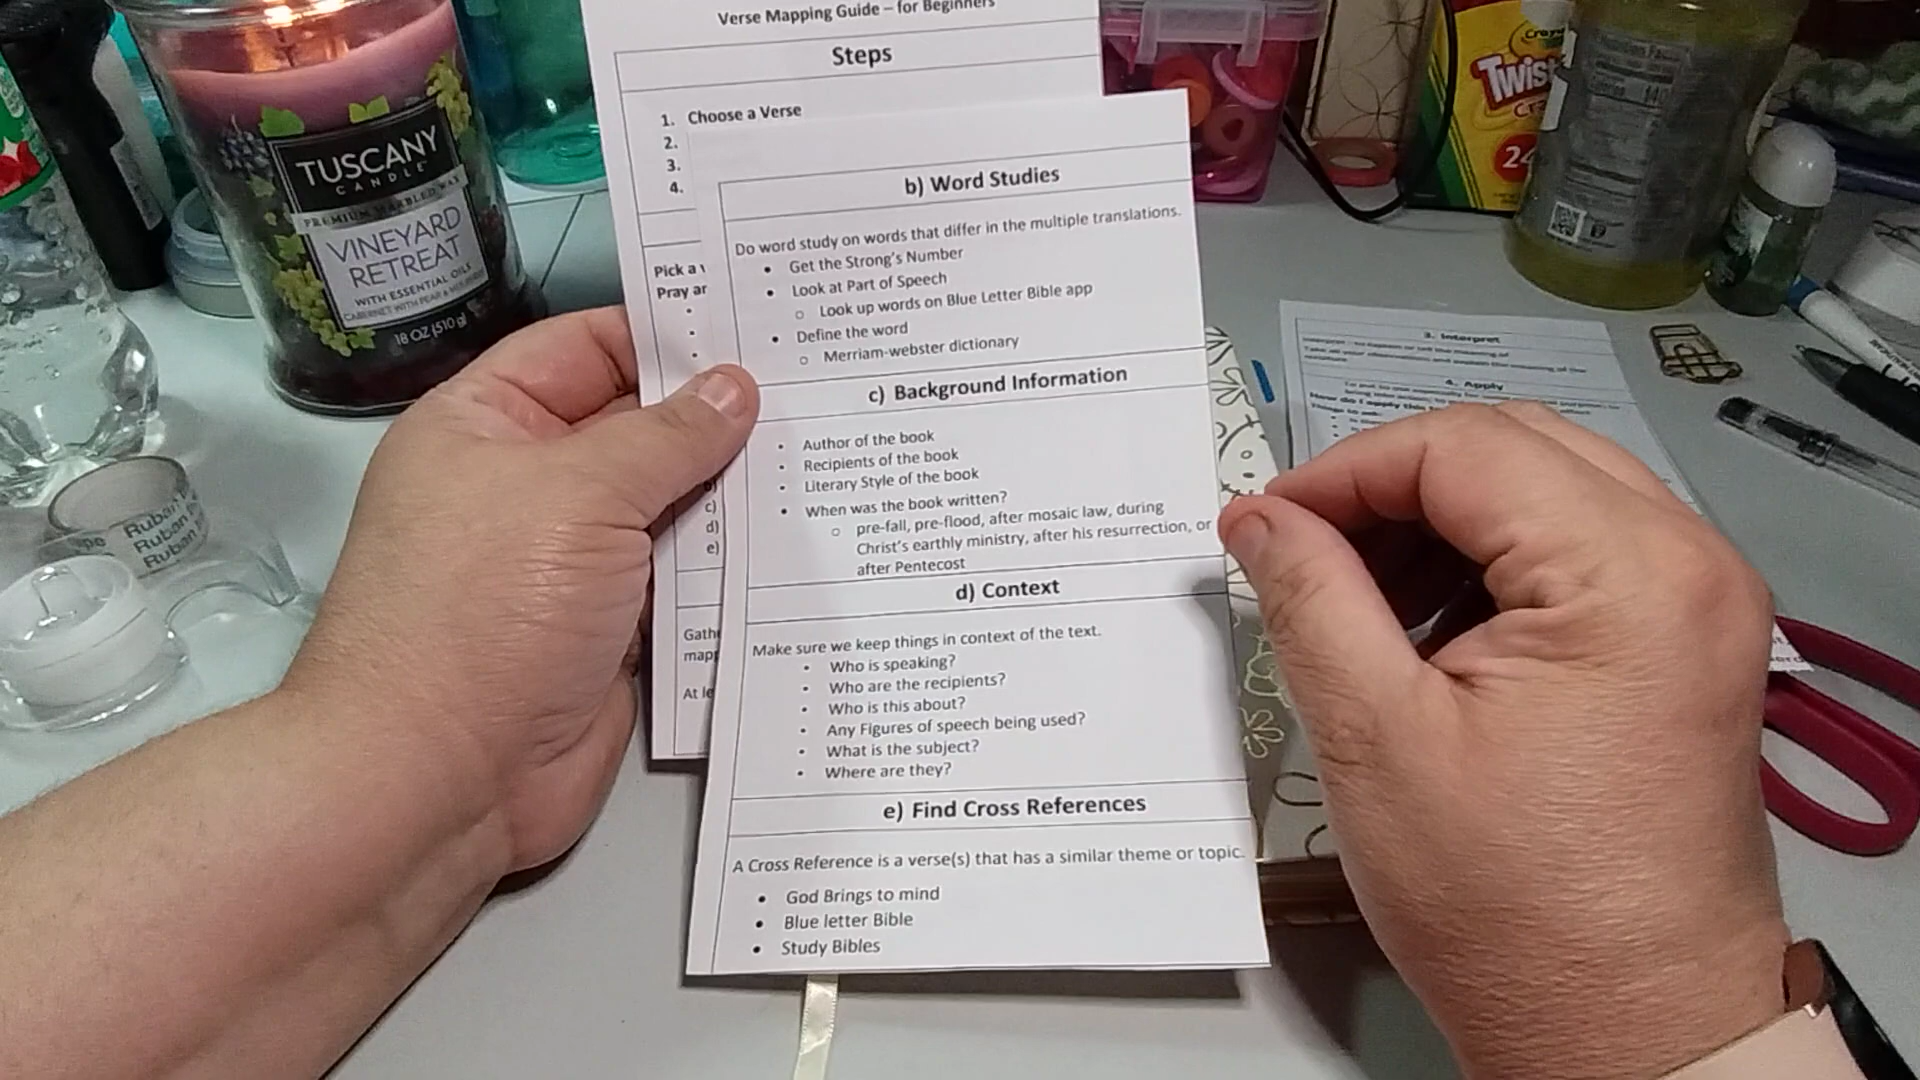 Verse Mapping Guide – for Beginners
Steps
1. Choose a Verse
2.
3.
4.
Pick a
Pray
c)
d)
e)
At
b) Word Studies
Do word study on words that differ in the multiple translations.
• Get the Strong's Number
• Look at Part of Speech
○ Look up words on Blue Letter Bible app
• Define the word
○ Merriam-webster dictionary
c) Background Information
• Author of the book
• Recipients of the book
• Literary Style of the book
• When was the book written?
○ pre-fall, pre-flood, after mosaic law, during
Christ's earthly ministry, after his resurrection, or
after Pentecost
d) Context
Make sure we keep things in context of the text.
• Who is speaking?
• Who are the recipients?
• Who is this about?
• Any Figures of speech being used?
• What is the subject?
• Where are they?
e) Find Cross References
A Cross Reference is a verse(s) that has a similar theme or topic.
• God Brings to mind
• Blue letter Bible
• Study Bibles
TUSCANY
CANDLE
PREMIUM MARBLED WAX
VINEYARD
RETREAT
WITH ESSENTIAL OILS
18 OZ (510 g)
Ruban
Ruban
Ruban
Twist
24
140
3. Interpret
4. Apply
How do I apply this